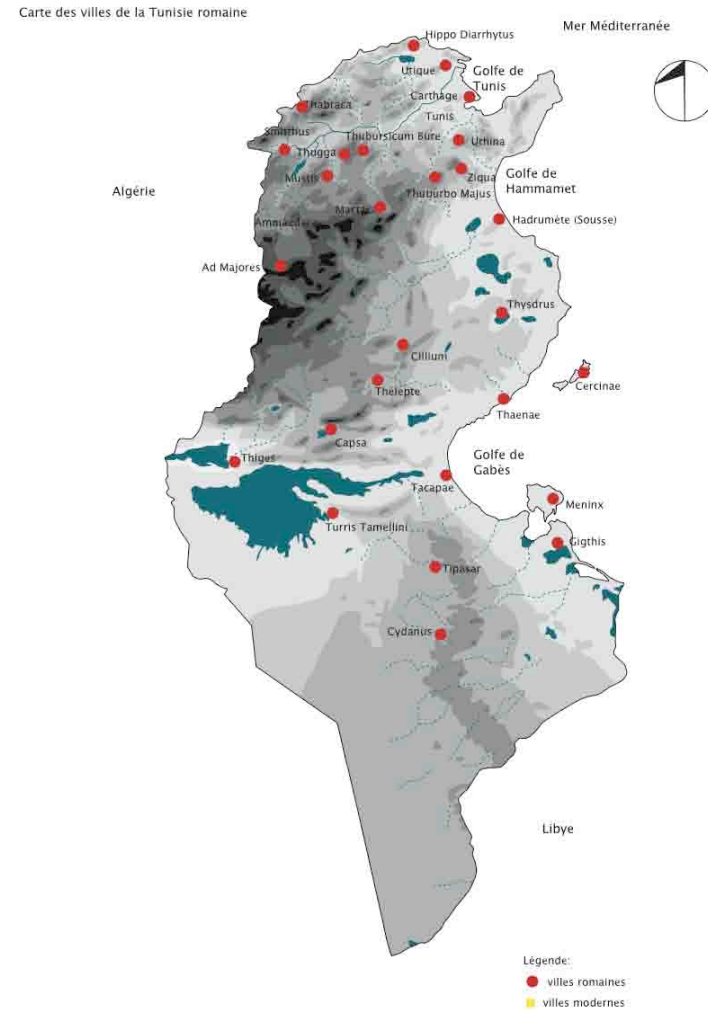 Carte des villes de la Tunisie romaine
Mer Méditerranée
Hippo Diarrhytus
Utique
Golfe de
Tunis
Carthage
Tunis
Thabraca
Simithus
Thubursicum Bure
Uthina
Thugga
Mustis
Ziqua
Thuburbo Majus
Golfe de
Hammamet
Algérie
Mactar
Ammaedara
Hadrumète (Sousse)
Ad Majores
Thysdrus
Cillium
Thelepte
Cercinae
Thaenae
Capsa
Thiges
Golfe de
Gabès
Tacapae
Meninx
Turris Tamellini
Gigthis
Tipasar
Cydanus
Libye
Légende:
villes romaines
villes modernes